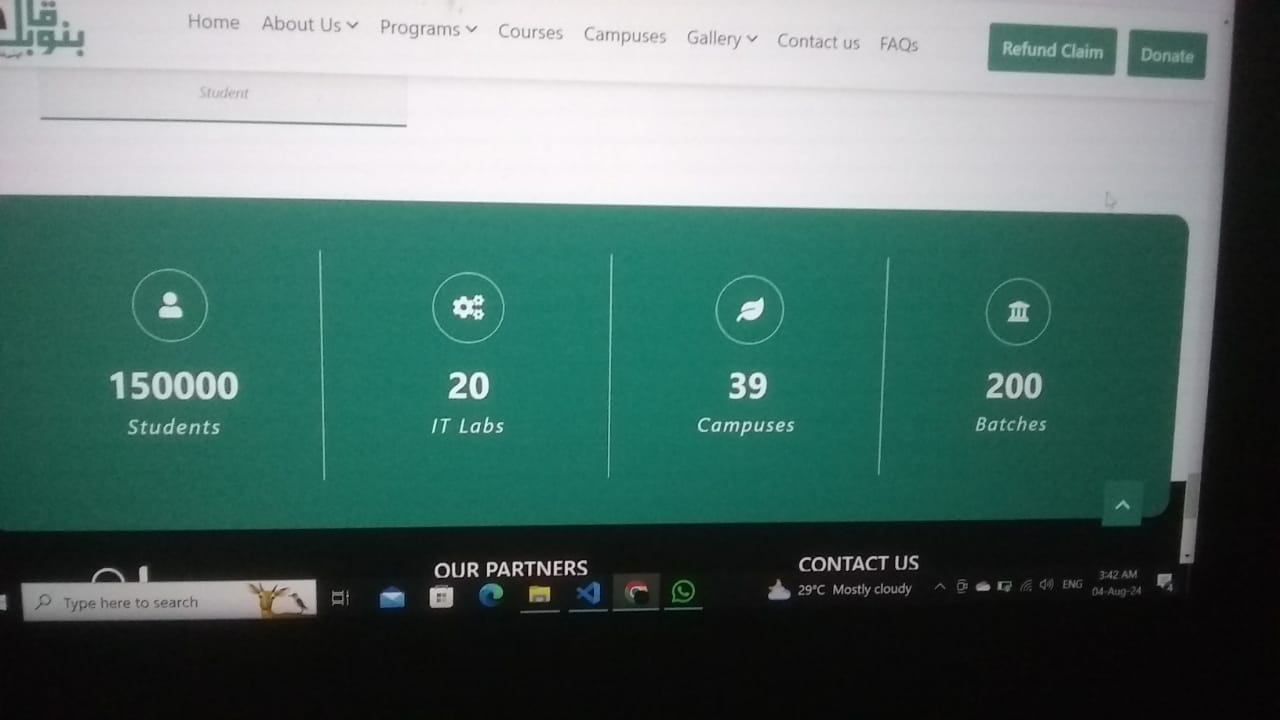 بنوقابل
Home About Us Programs Courses Campuses Gallery Contact us FAQs Refund Claim Donate
Student
150000 20 39 200
Students IT Labs Campuses Batches
OUR PARTNERS CONTACT US
Type here to search 29°C Mostly cloudy ENG 3:42 AM
04-Aug-24
4